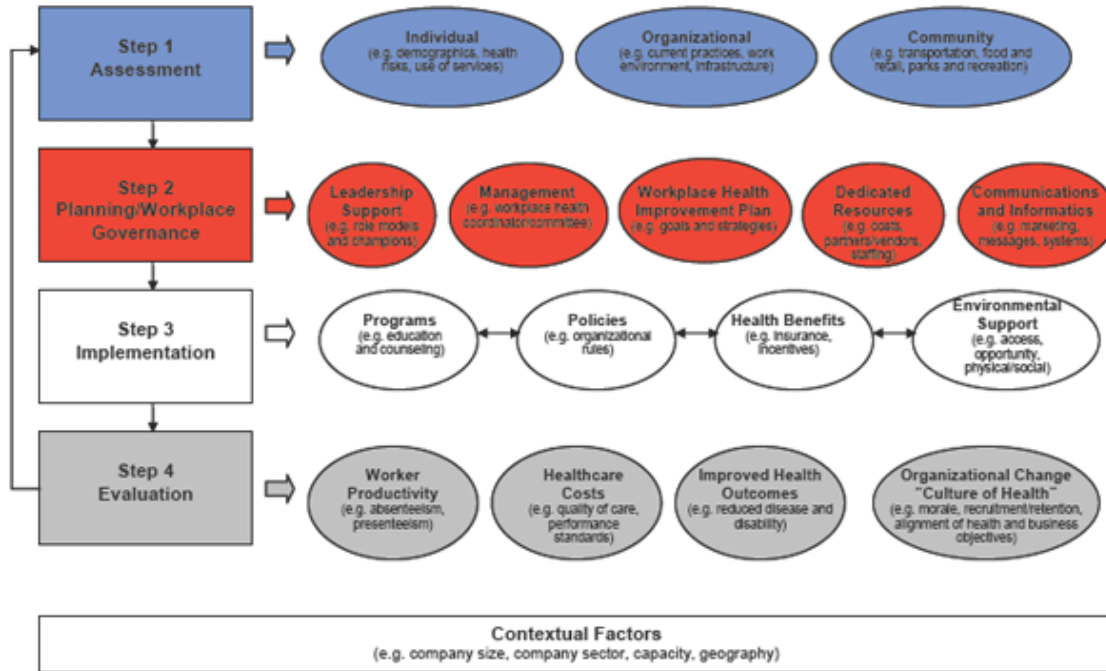 Step 1
Assessment
Individual
(e.g. demographics, health
risks, use of services)
Organizational
(e.g. current practices, work
environment, infrastructure)
Community
(e.g. transportation, food and
retail, parks and recreation)
Step 2
Planning/Workplace
Governance
Leadership
Support
(e.g. role models
and champions)
Management
(e.g. workplace health
coordinator/committee)
Workplace Health
Improvement Plan
(e.g. goals and strategies)
Dedicated
Resources
(e.g. costs,
partners/vendors,
staffing)
Communications
and Informatics
(e.g. marketing,
messages, systems)
Step 3
Implementation
Programs
(e.g. education
and counseling)
Policies
(e.g. organizational
rules)
Health Benefits
(e.g. insurance,
incentives)
Environmental
Support
(e.g. access,
opportunity,
physical/social)
Step 4
Evaluation
Worker
Productivity
(e.g. absenteeism,
presenteeism)
Healthcare
Costs
(e.g. quality of care,
performance
standards)
Improved Health
Outcomes
(e.g. reduced disease and
disability)
Organizational Change
"Culture of Health"
(e.g. morale, recruitment/retention,
alignment of health and business
objectives)
Contextual Factors
(e.g. company size, company sector, capacity, geography)